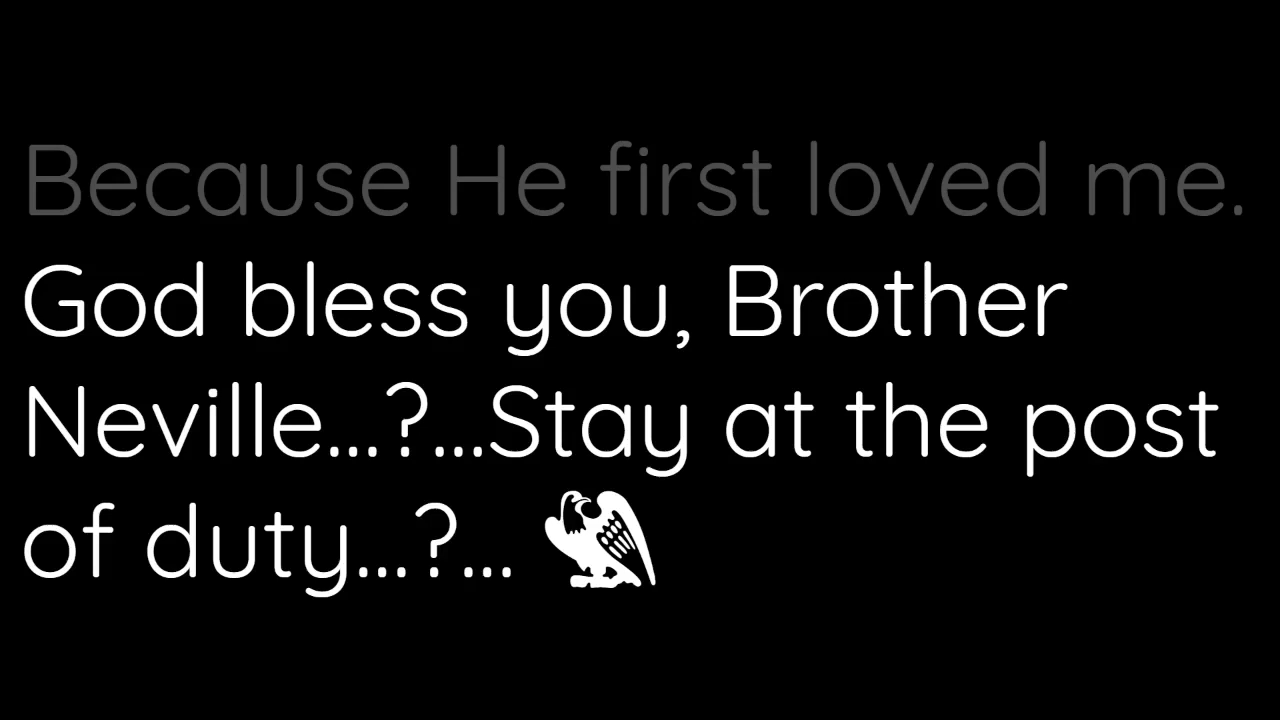 Because He first loved me.
God bless you, Brother
Neville...?...Stay at the post
of duty...?...